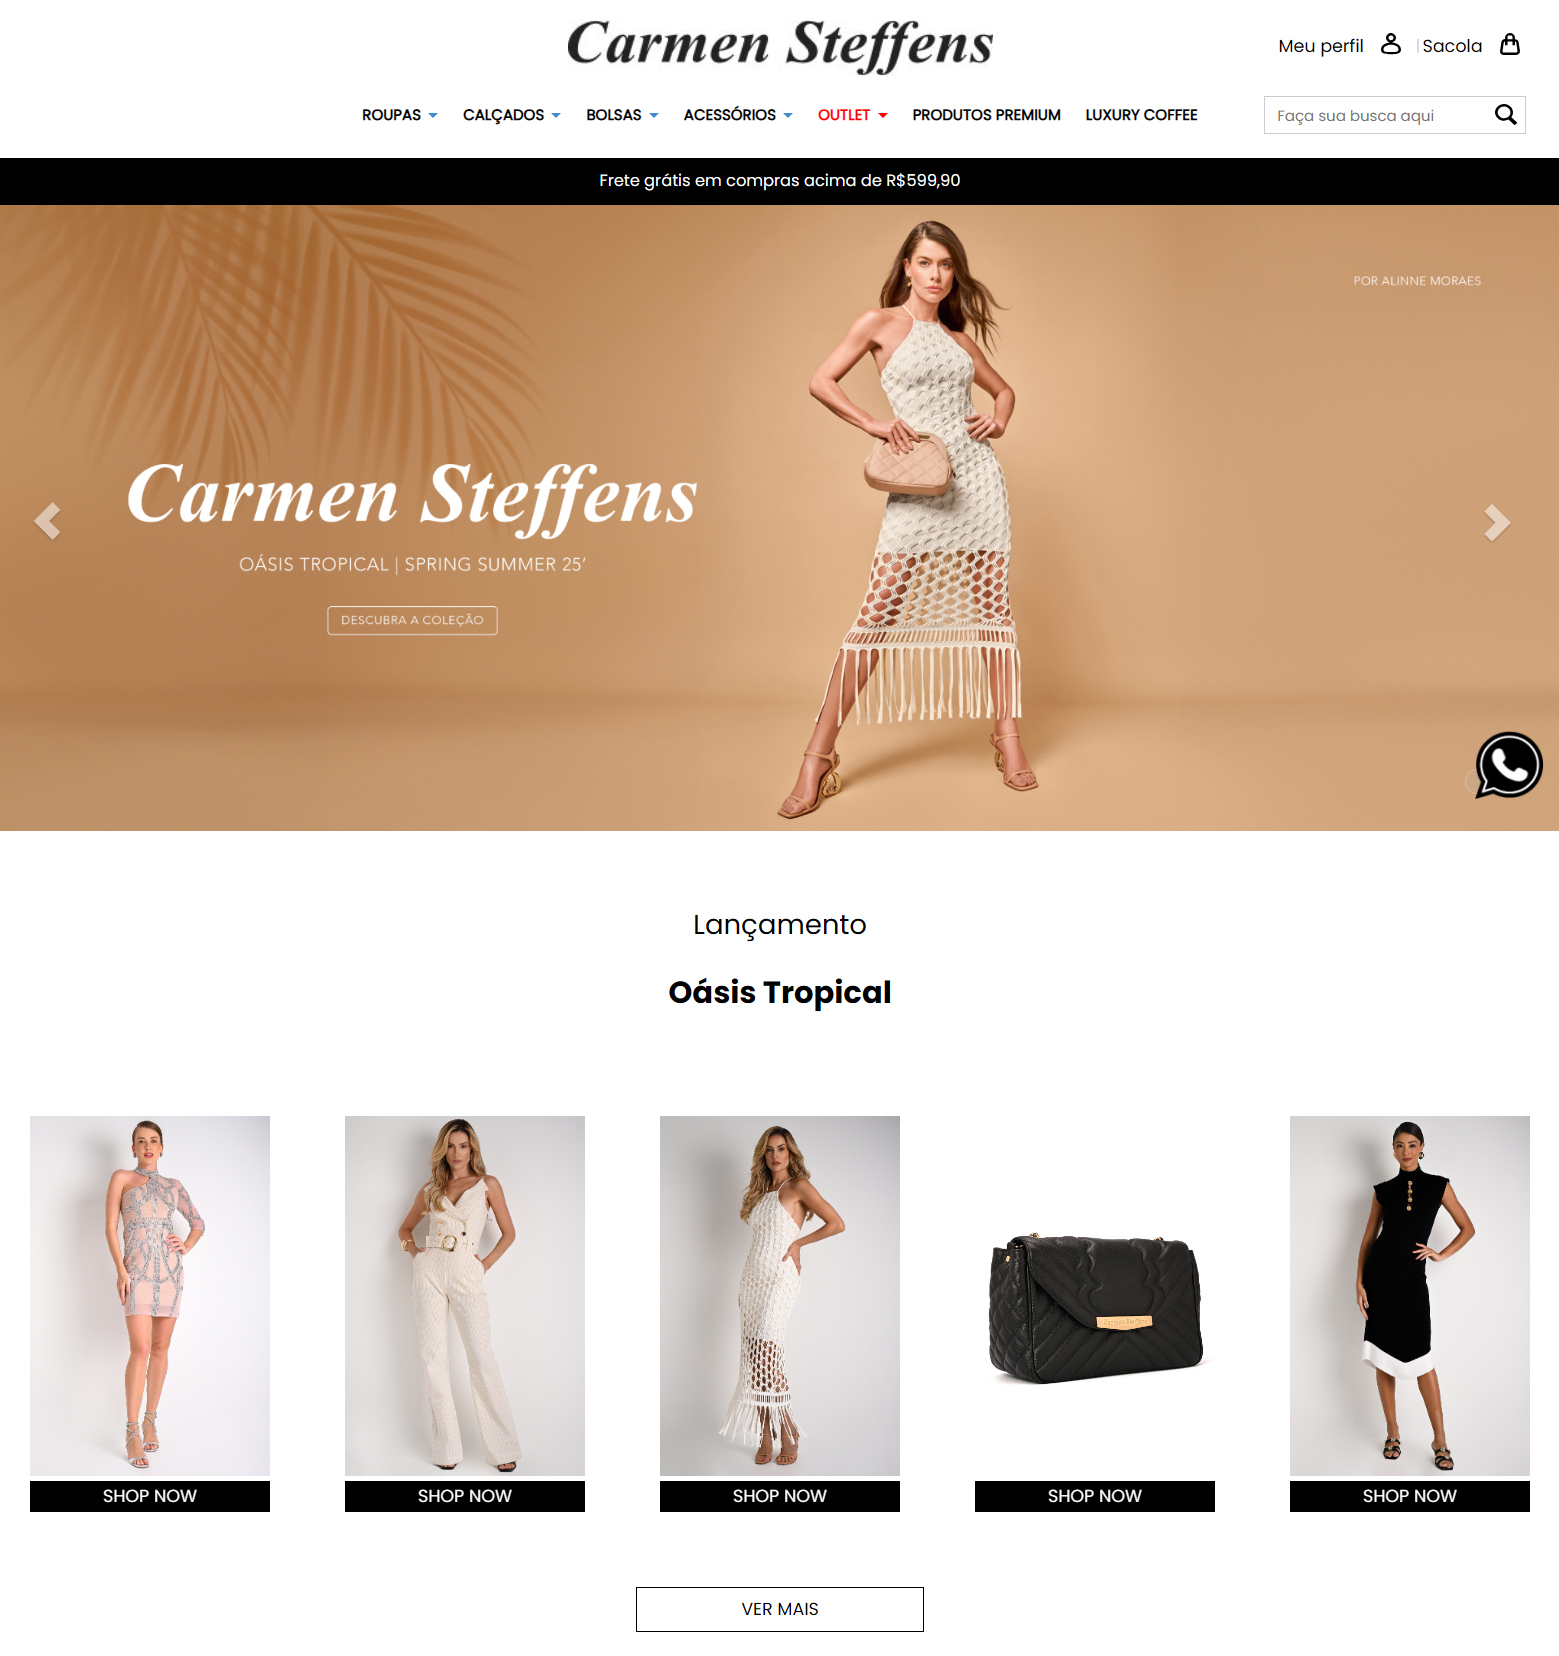 Carmen Steffens
Meu perfil | Sacola
ROUPAS CALÇADOS BOLSAS ACESSÓRIOS OUTLET PRODUTOS PREMIUM LUXURY COFFEE
Faça sua busca aqui
Frete grátis em compras acima de R$599,90
POR ALINNE MORAES
Carmen Steffens
OÁSIS TROPICAL | SPRING SUMMER 25’
DESCUBRA A COLEÇÃO
Lançamento
Oásis Tropical
Carmen Steffens
SHOP NOW SHOP NOW SHOP NOW SHOP NOW SHOP NOW
VER MAIS